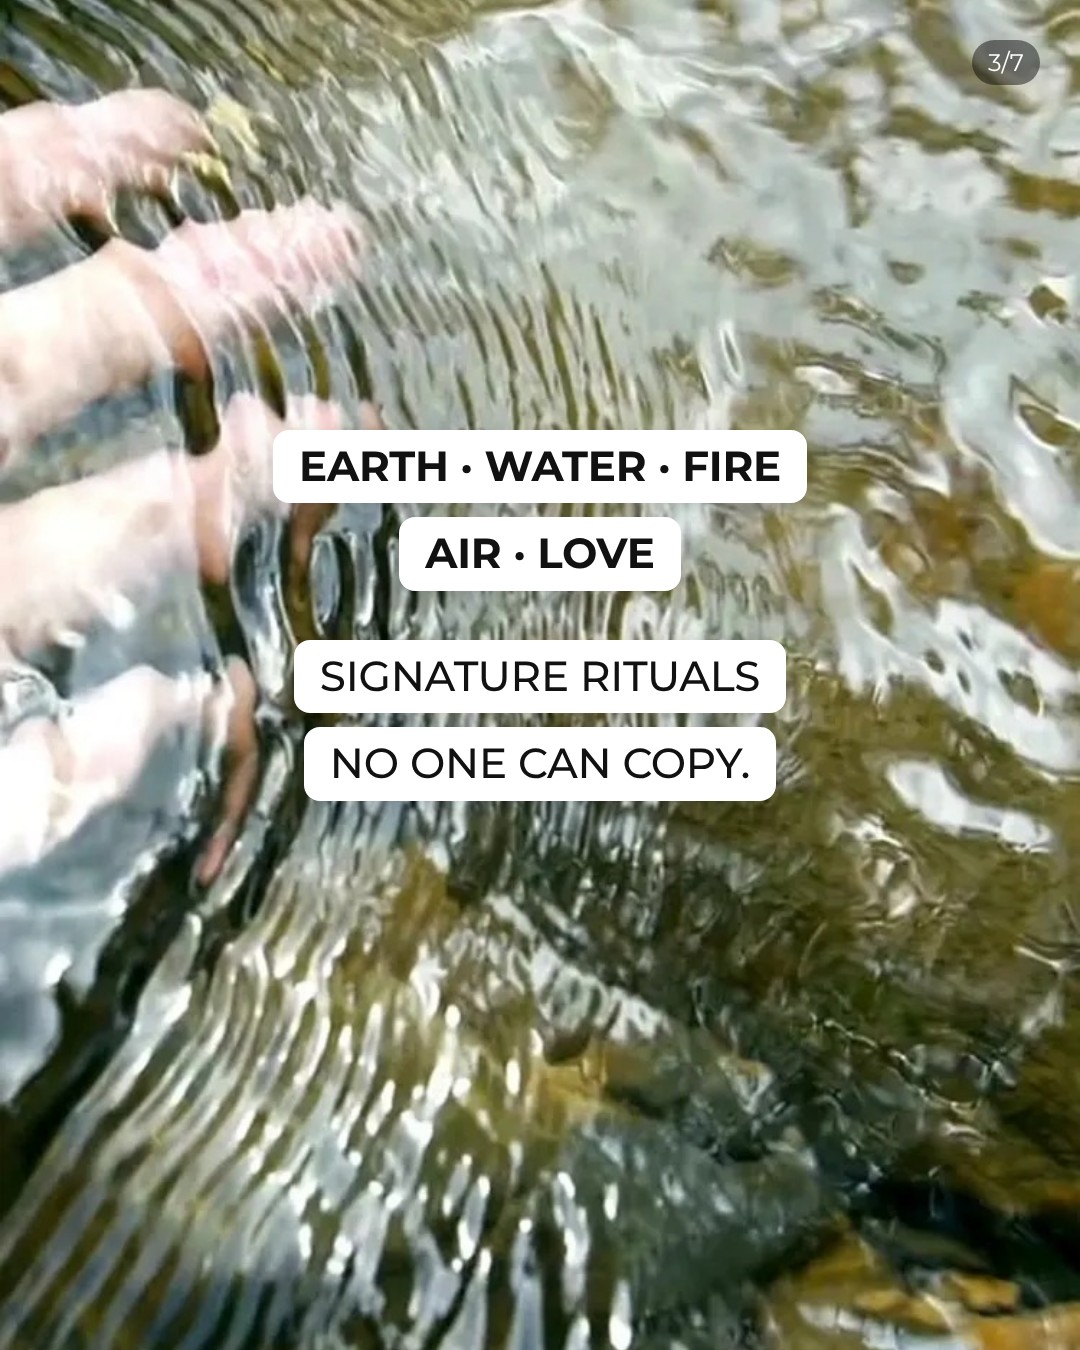 3/7
EARTH · WATER · FIRE
AIR · LOVE
SIGNATURE RITUALS
NO ONE CAN COPY.